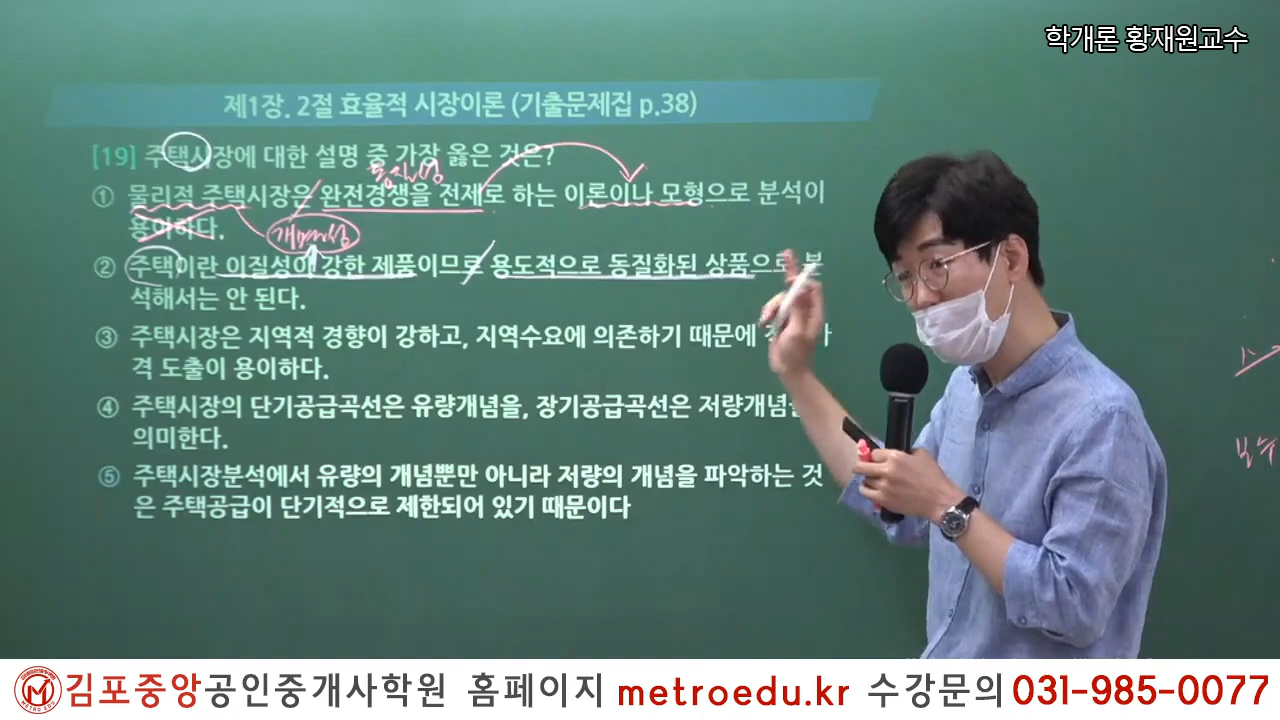 학개론 황재원교수
제1장. 2절 효율적 시장이론 (기출문제집 p.38)
[19] 주택시장에 대한 설명 중 가장 옳은 것은?
동질성
① 물리적 주택시장은 완전경쟁을 전제로 하는 이론이나 모형으로 분석이
용이하다.
개별성
② 주택이란 이질성이 강한 제품이므로 용도적으로 동질화된 상품으로 분
석해서는 안 된다.
③ 주택시장은 지역적 경향이 강하고, 지역수요에 의존하기 때문에
격 도출이 용이하다.
④ 주택시장의 단기공급곡선은 유량개념을, 장기공급곡선은 저량개념을
의미한다.
⑤ 주택시장분석에서 유량의 개념뿐만 아니라 저량의 개념을 파악하는 것
은 주택공급이 단기적으로 제한되어 있기 때문이다
METRO EDU
김포중앙공인중개사학원 홈페이지 metroedu.kr 수강문의 031-985-0077